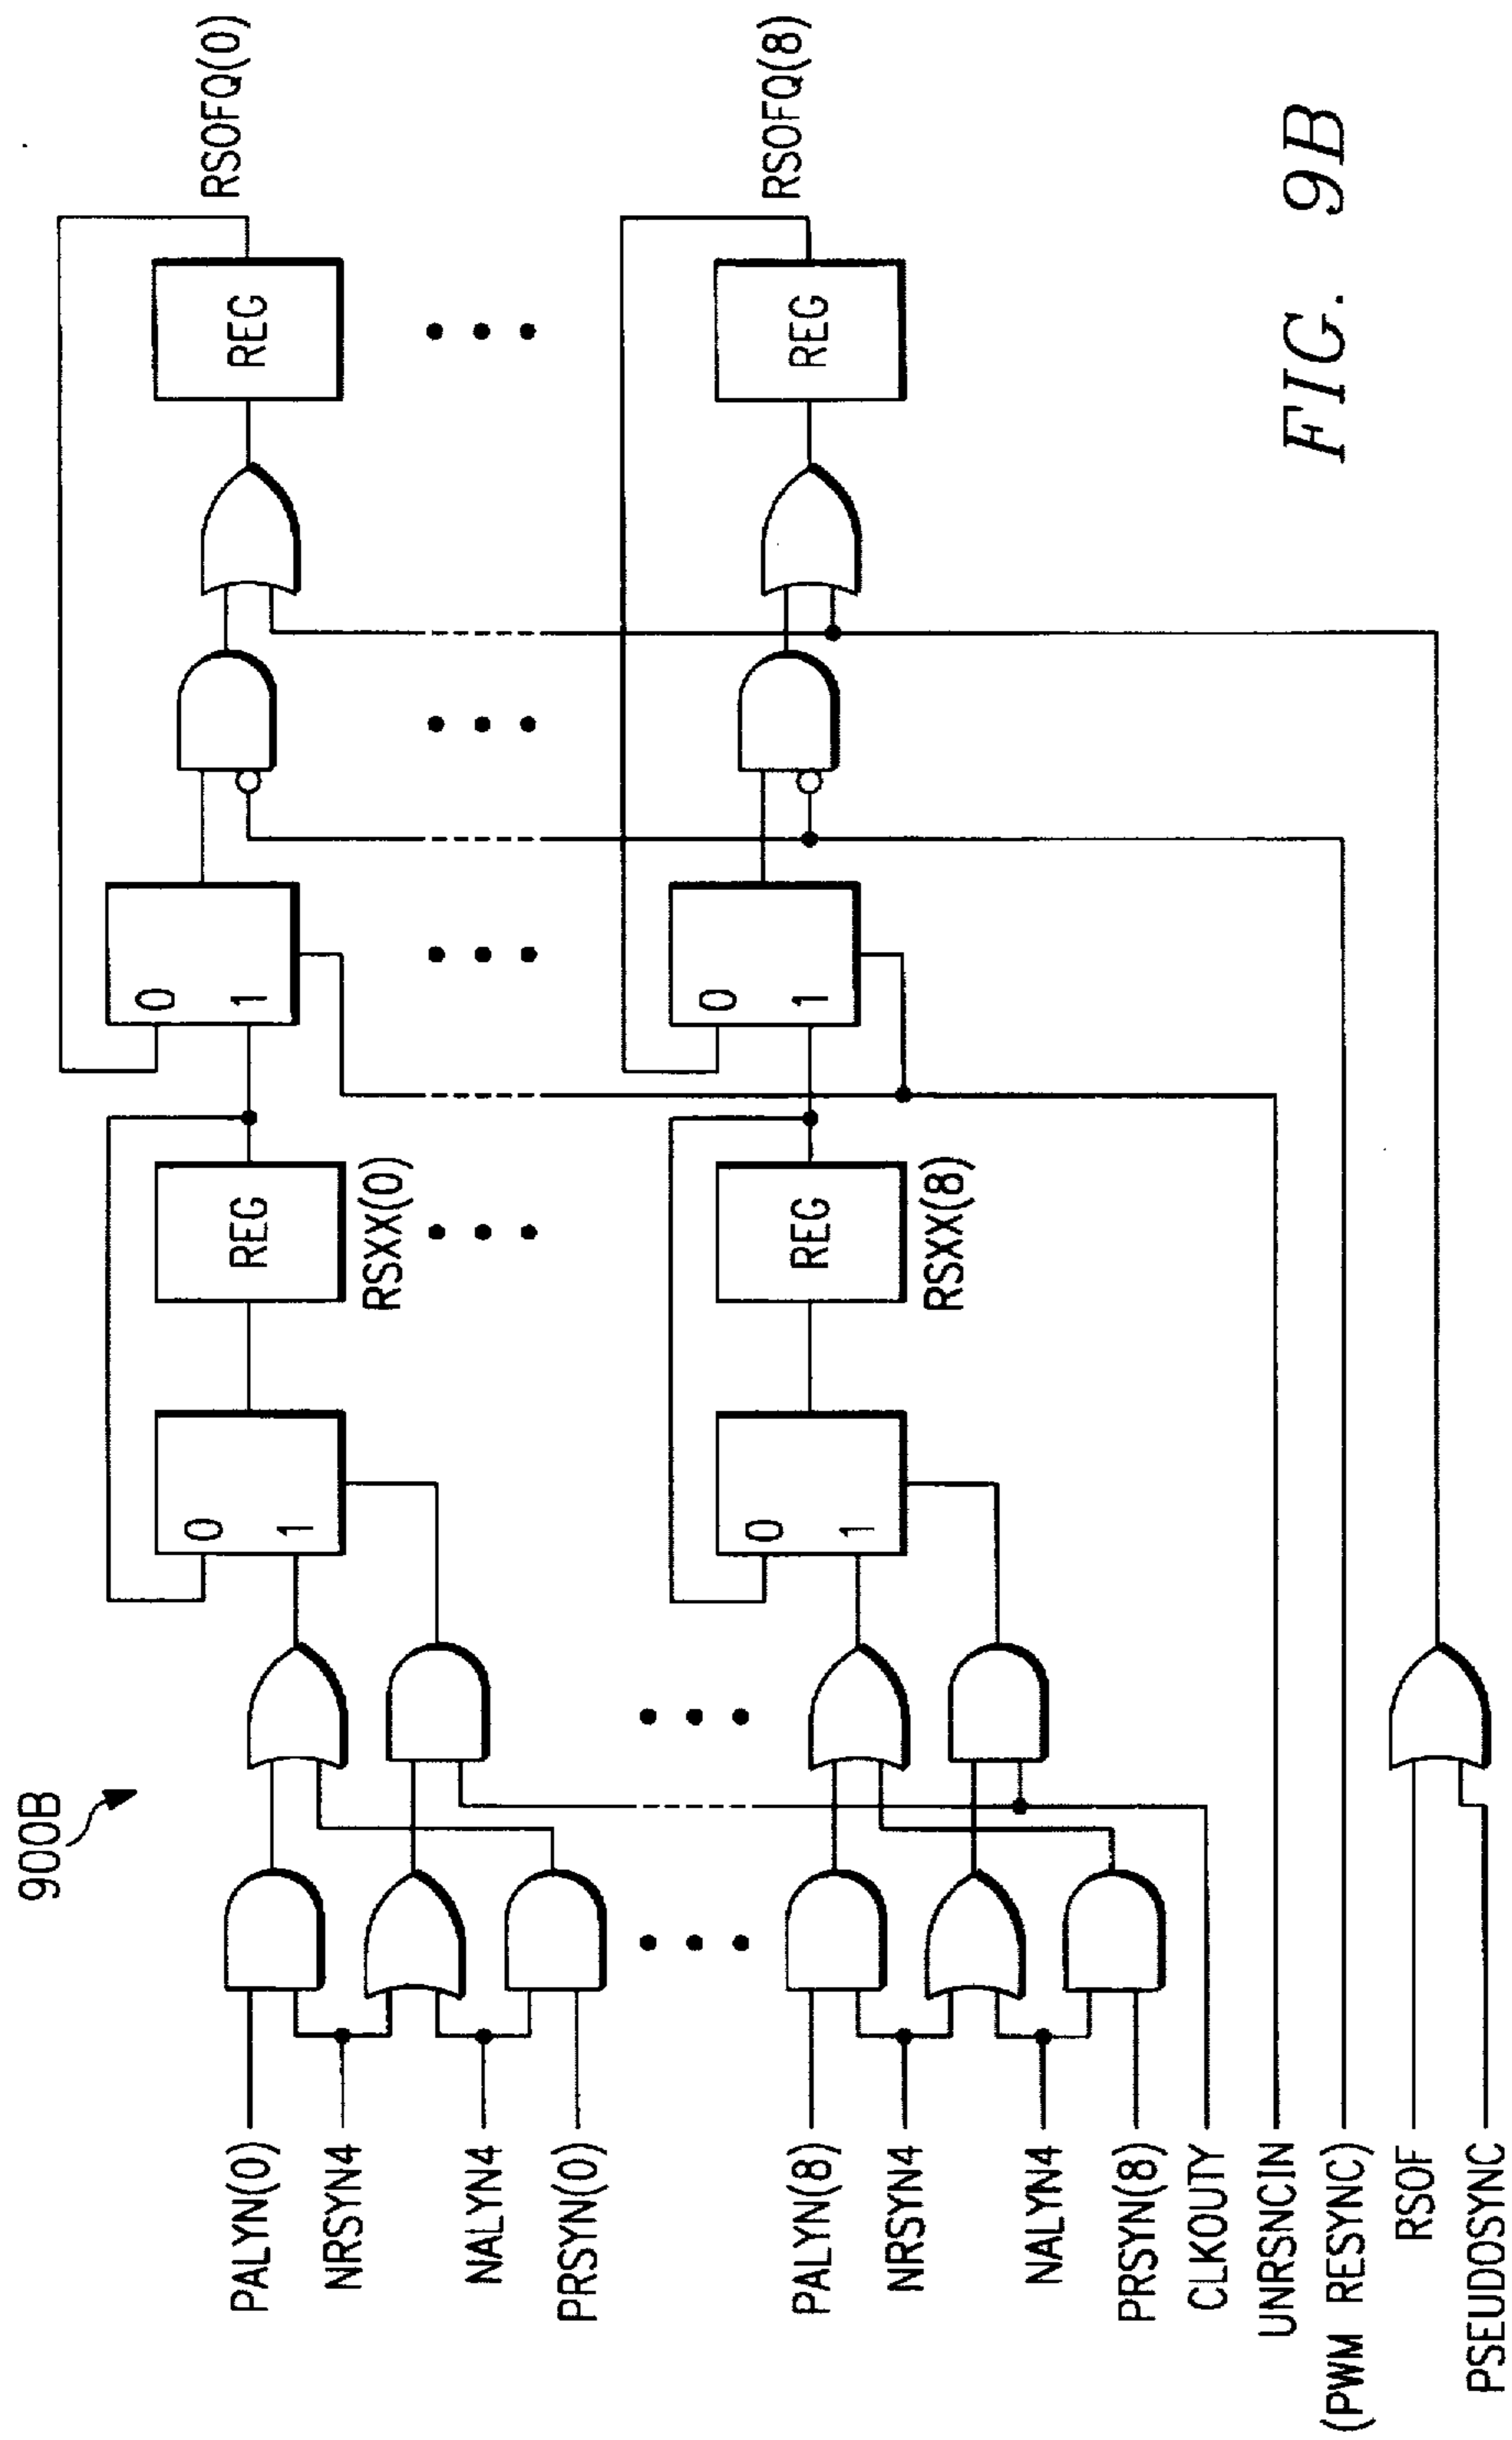 900B
PALYN(0)
NRSYN4
NALYN4
PRSYN(0)
0
1
REG
RSXX(0)
0
1
REG
RSOFQ(0)
PALYN(8)
NRSYN4
NALYN4
PRSYN(8)
0
1
REG
RSXX(8)
0
1
REG
RSOFQ(8)
CLKOUTY
UNRSNCIN
(PWM RESYNC)
RSOF
PSEUDOSYNC
FIG. 9B